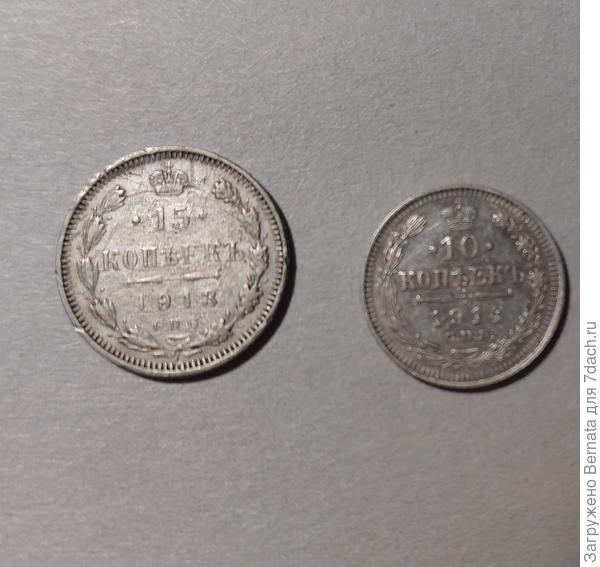 ·15·
КОПѢЕКЪ
1913
С П Б
·10·
КОПѢЕКЪ
Загружено Bernata для 7dach.ru